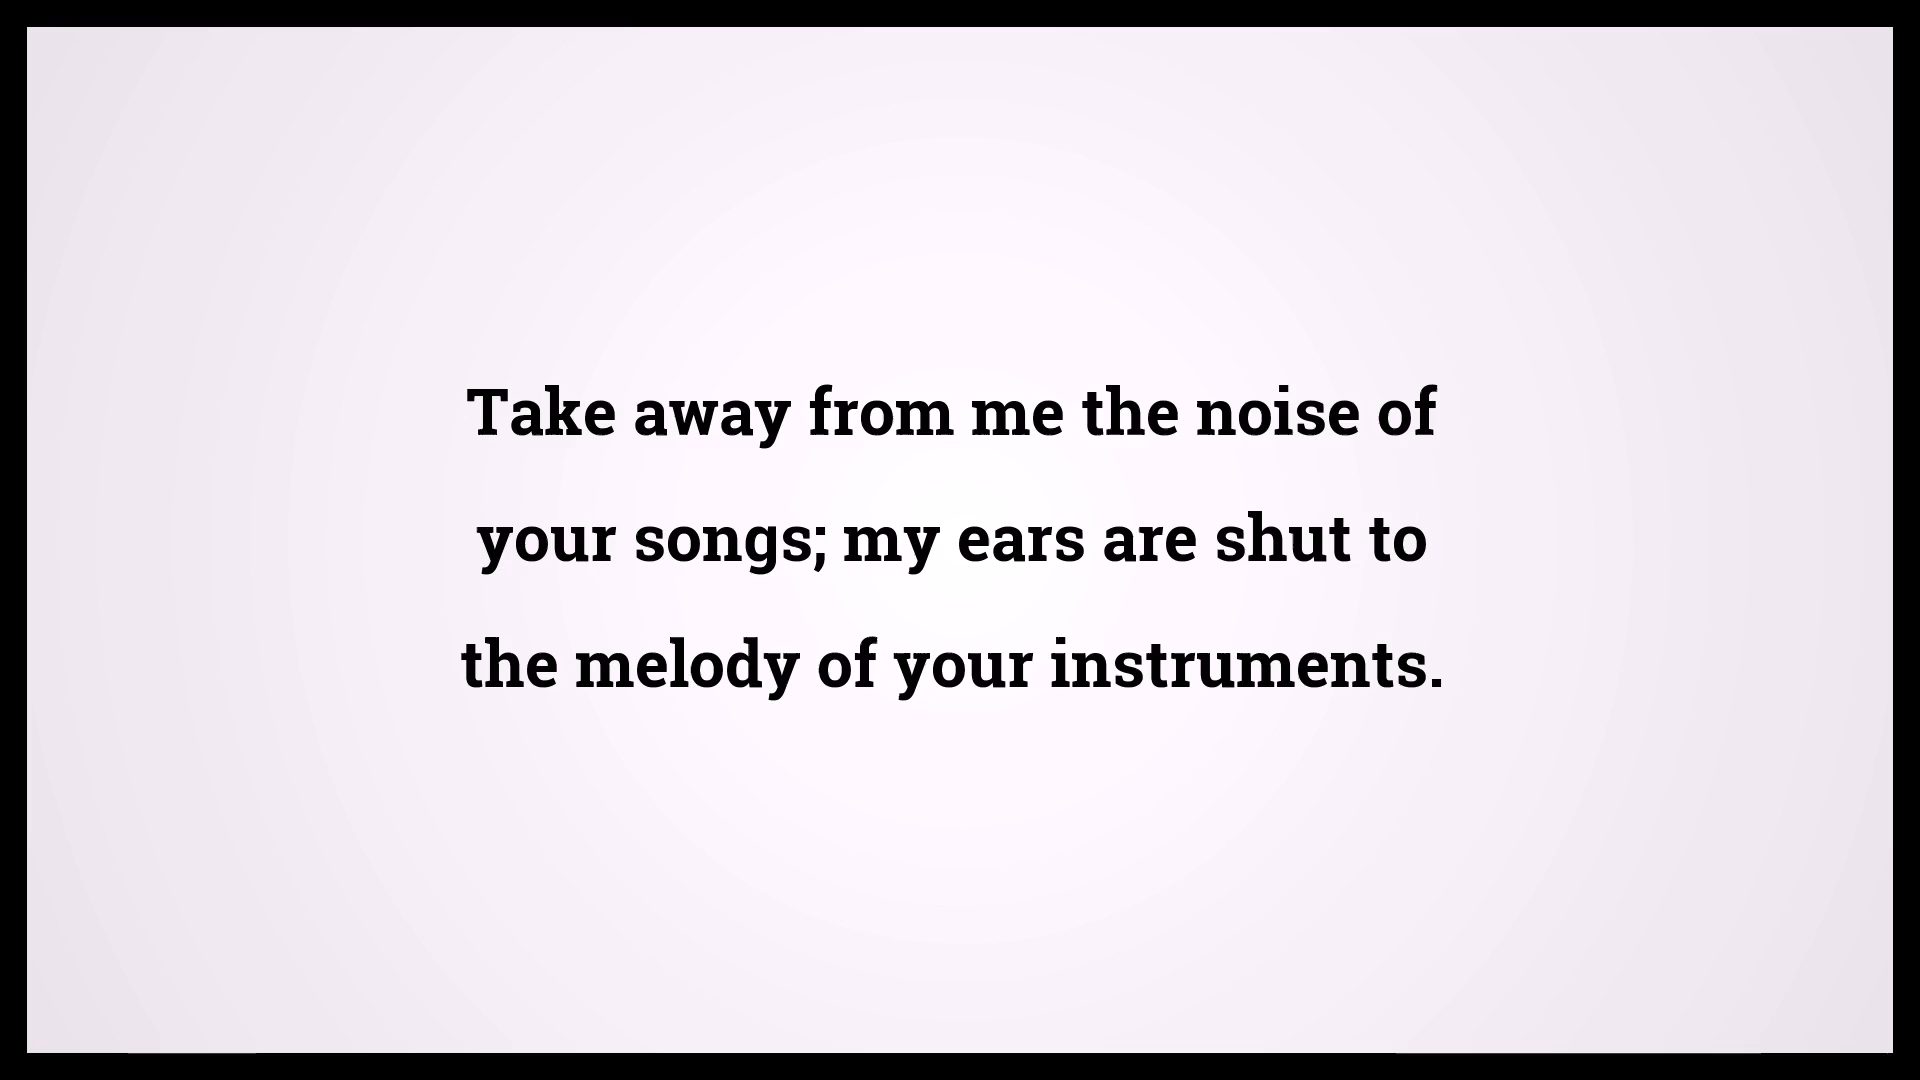 Take away from me the noise of
your songs; my ears are shut to
the melody of your instruments.